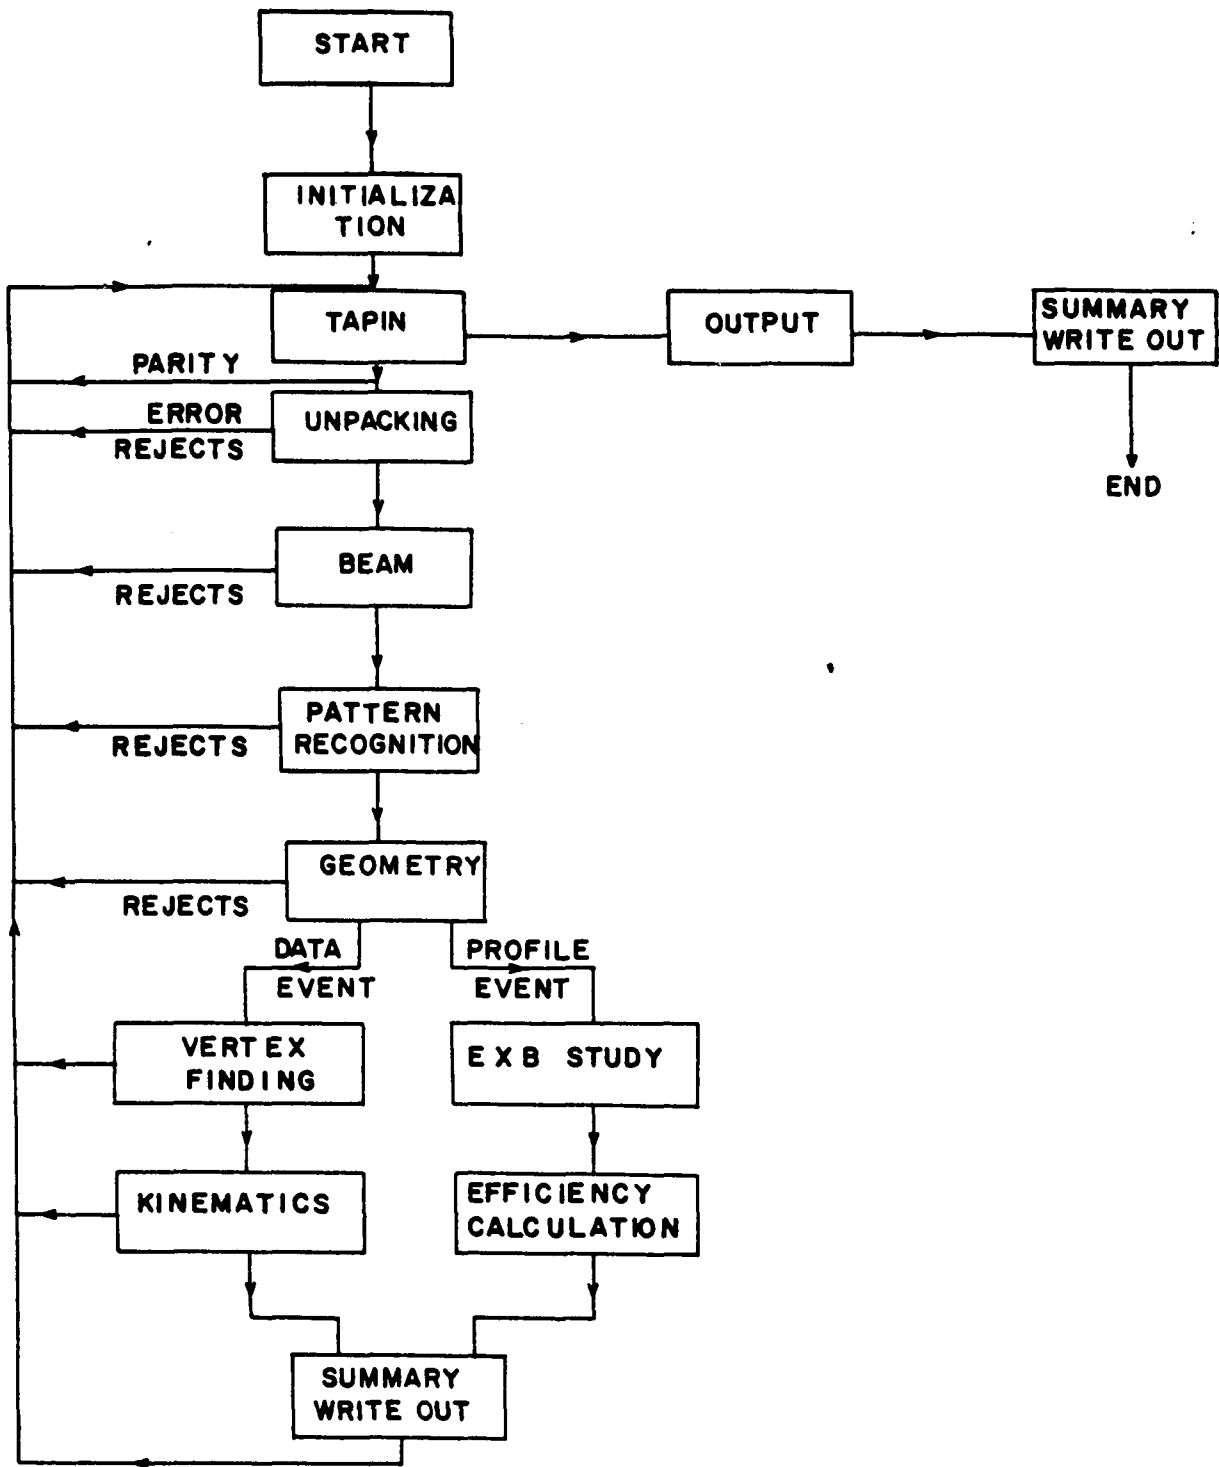 START
INITIALIZA
TION
TAPIN
OUTPUT
SUMMARY
WRITE OUT
END
PARITY
ERROR
REJECTS
UNPACKING
BEAM
REJECTS
PATTERN
RECOGNITION
REJECTS
GEOMETRY
REJECTS
DATA
EVENT
PROFILE
EVENT
VERTEX
FINDING
EXB STUDY
KINEMATICS
EFFICIENCY
CALCULATION
SUMMARY
WRITE OUT